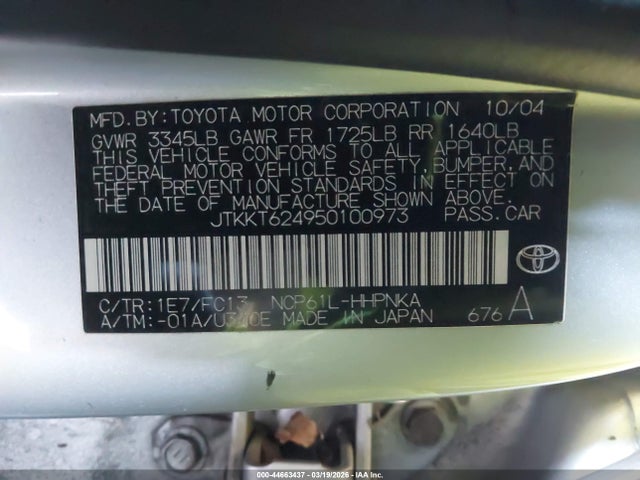 MFD.BY:TOYOTA MOTOR CORPORATION 10/04
GVWR 3345LB GAWR FR 1725LB RR 1640LB
THIS VEHICLE CONFORMS TO ALL APPLICABLE
FEDERAL MOTOR VEHICLE SAFETY, BUMPER, AND
THEFT PREVENTION STANDARDS IN EFFECT ON
THE DATE OF MANUFACTURE SHOWN ABOVE.
JTKKT624950100973 PASS.CAR
C/TR:1E7/FC13 NCP61L-HHPNKA
A/TM:-01A/U340E MADE IN JAPAN 676 A
000-44663437 - 03/19/2026 - IAA Inc.